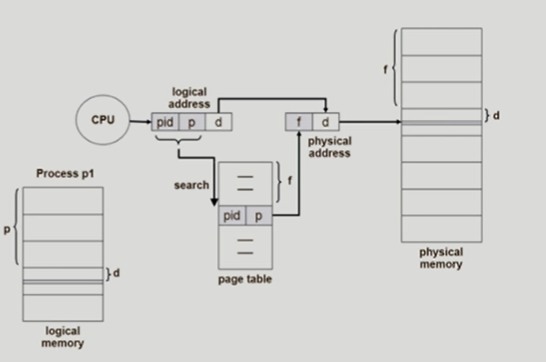 f
d
logical
address
CPU
pid p d
f d
physical
address
Process p1
search
f
p
pid p
d
page table
physical
memory
logical
memory